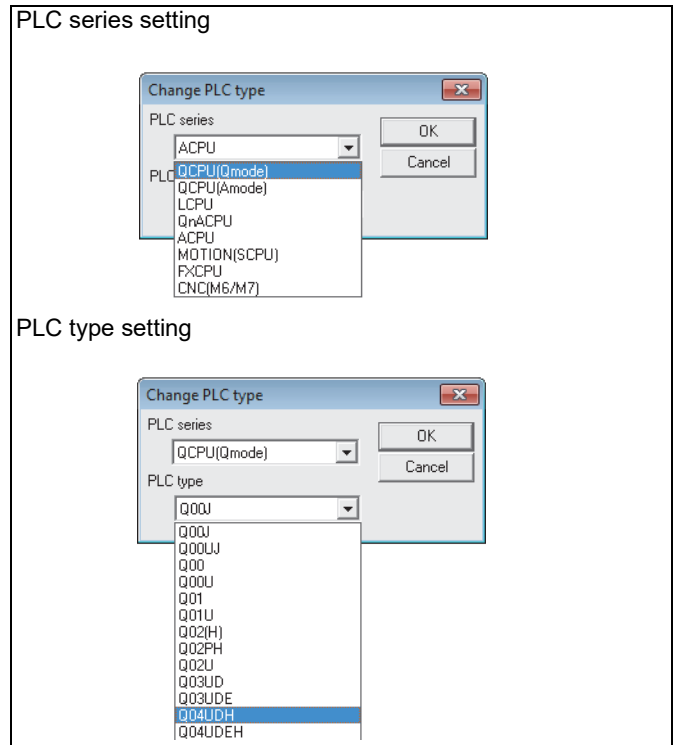 PLC series setting
Change PLC type
PLC series
ACPU
OK
Cancel
PLC
QCPU(Qmode)
QCPU(Amode)
LCPU
QnACPU
ACPU
MOTION(SCPU)
FXCPU
CNC(M6/M7)
PLC type setting
Change PLC type
PLC series
QCPU(Qmode)
OK
Cancel
PLC type
Q00J
Q00J
Q00UJ
Q00
Q00U
Q01
Q01U
Q02(H)
Q02PH
Q02U
Q03UD
Q03UDE
Q04UDH
Q04UDEH